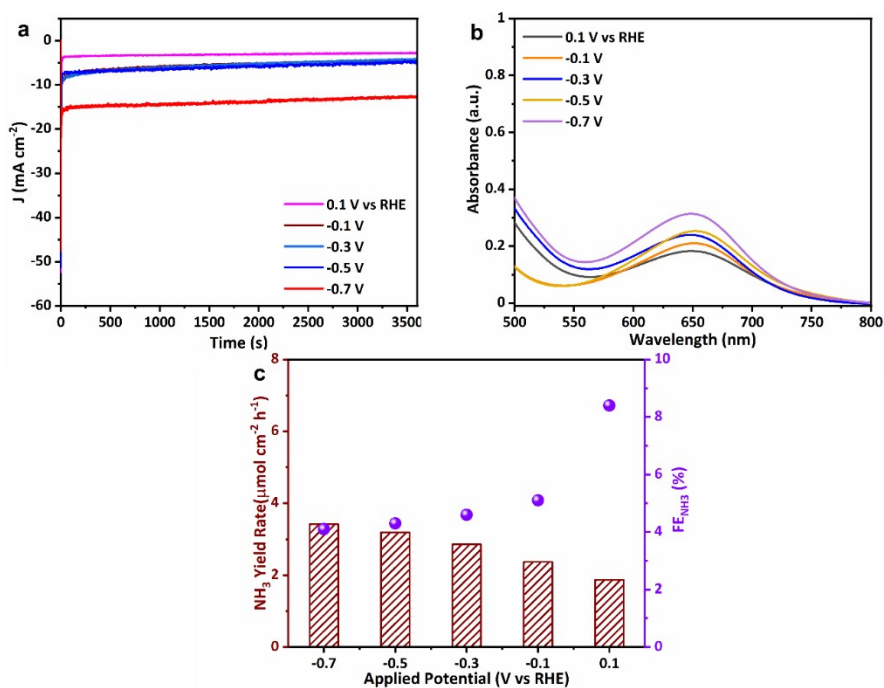 a
J (mA cm⁻²)
0
-10
-20
-30
-40
-50
-60
0.1 V vs RHE
-0.1 V
-0.3 V
-0.5 V
-0.7 V
0 500 1000 1500 2000 2500 3000 3500
Time (s)
b
Absorbance (a.u.)
1
0.8
0.6
0.4
0.2
0
0.1 V vs RHE
-0.1 V
-0.3 V
-0.5 V
-0.7 V
500 550 600 650 700 750 800
Wavelength (nm)
c
NH₃ Yield Rate(μmol cm⁻² h⁻¹)
8
6
4
2
0
10
8
6
4
2
0
FE_NH3 (%)
-0.7 -0.5 -0.3 -0.1 0.1
Applied Potential (V vs RHE)